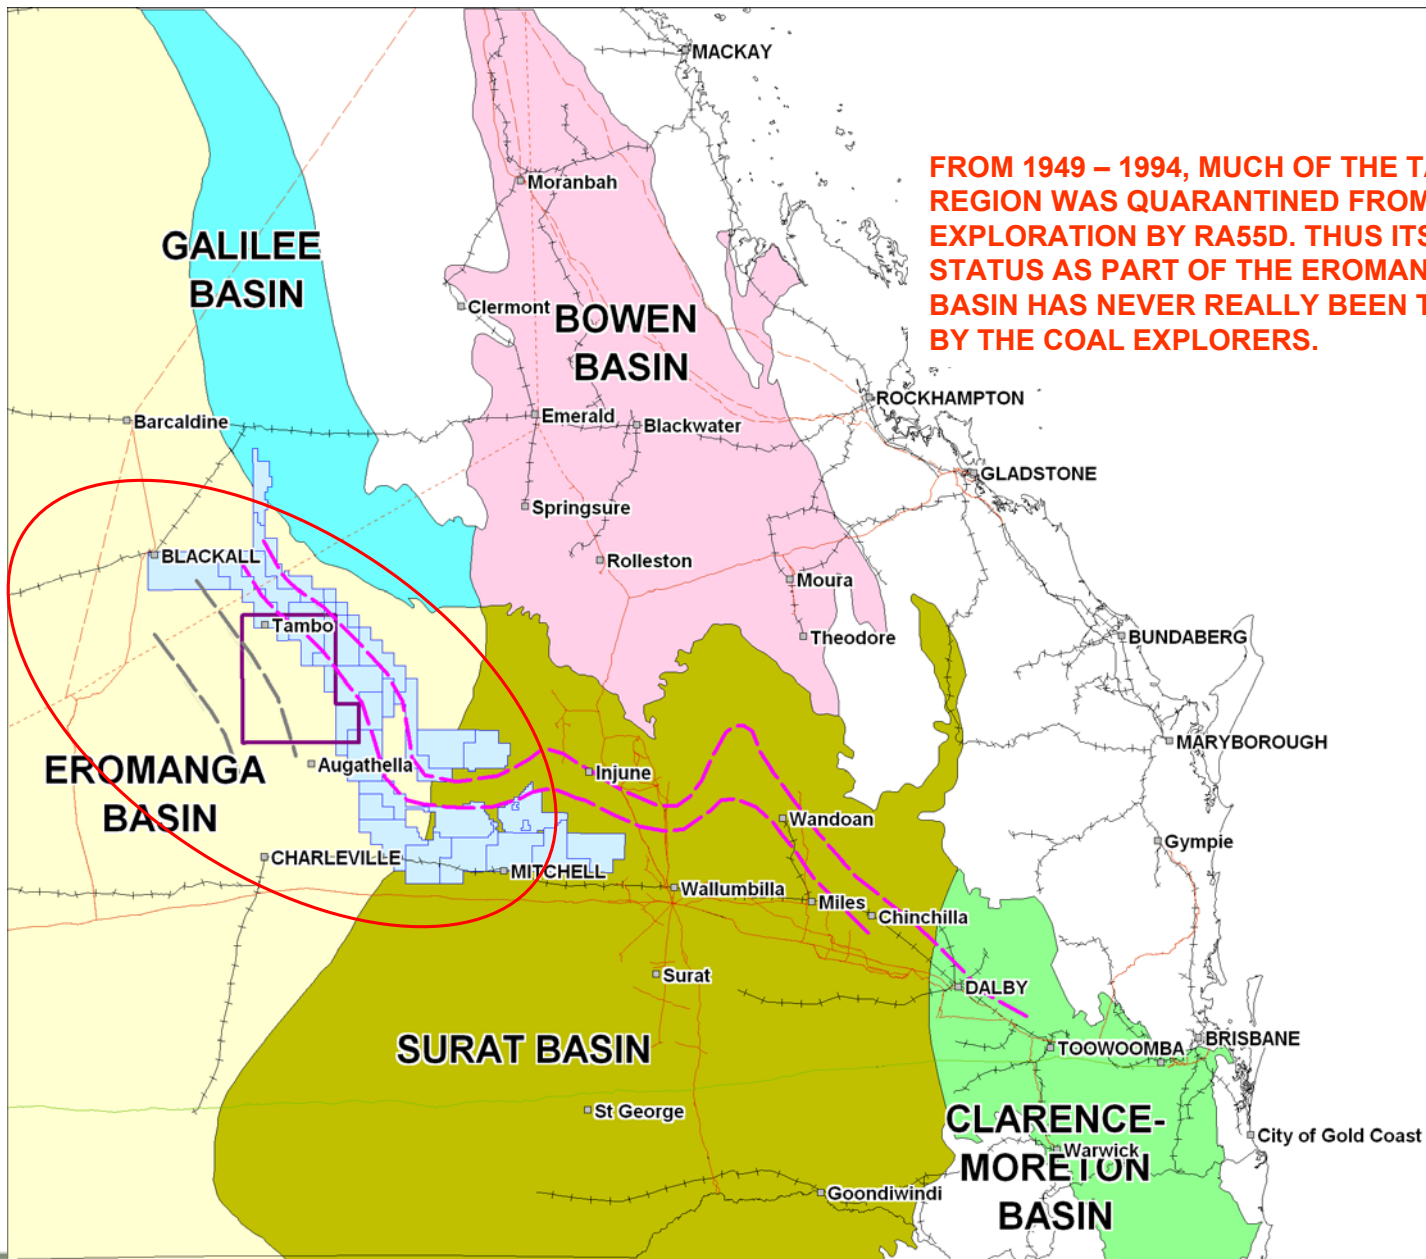 MACKAY
FROM 1949 – 1994, MUCH OF THE
REGION WAS QUARANTINED FROM
EXPLORATION BY RA55D. THUS ITS
STATUS AS PART OF THE
BASIN HAS NEVER REALLY BEEN
BY THE COAL EXPLORERS.
Moranbah
GALILEE
BASIN
Clermont
BOWEN
BASIN
ROCKHAMPTON
Barcaldine
Emerald
Blackwater
GLADSTONE
Springsure
BLACKALL
Rolleston
Moura
Tambo
Theodore
BUNDABERG
MARYBOROUGH
EROMANGA
BASIN
Augathella
Injune
Wandoan
Gympie
CHARLEVILLE
MITCHELL
Wallumbilla
Miles
Chinchilla
Surat
DALBY
SURAT BASIN
TOOWOOMBA
BRISBANE
St George
CLARENCE-
MORETON
BASIN
Warwick
City of Gold Coast
Goondiwindi